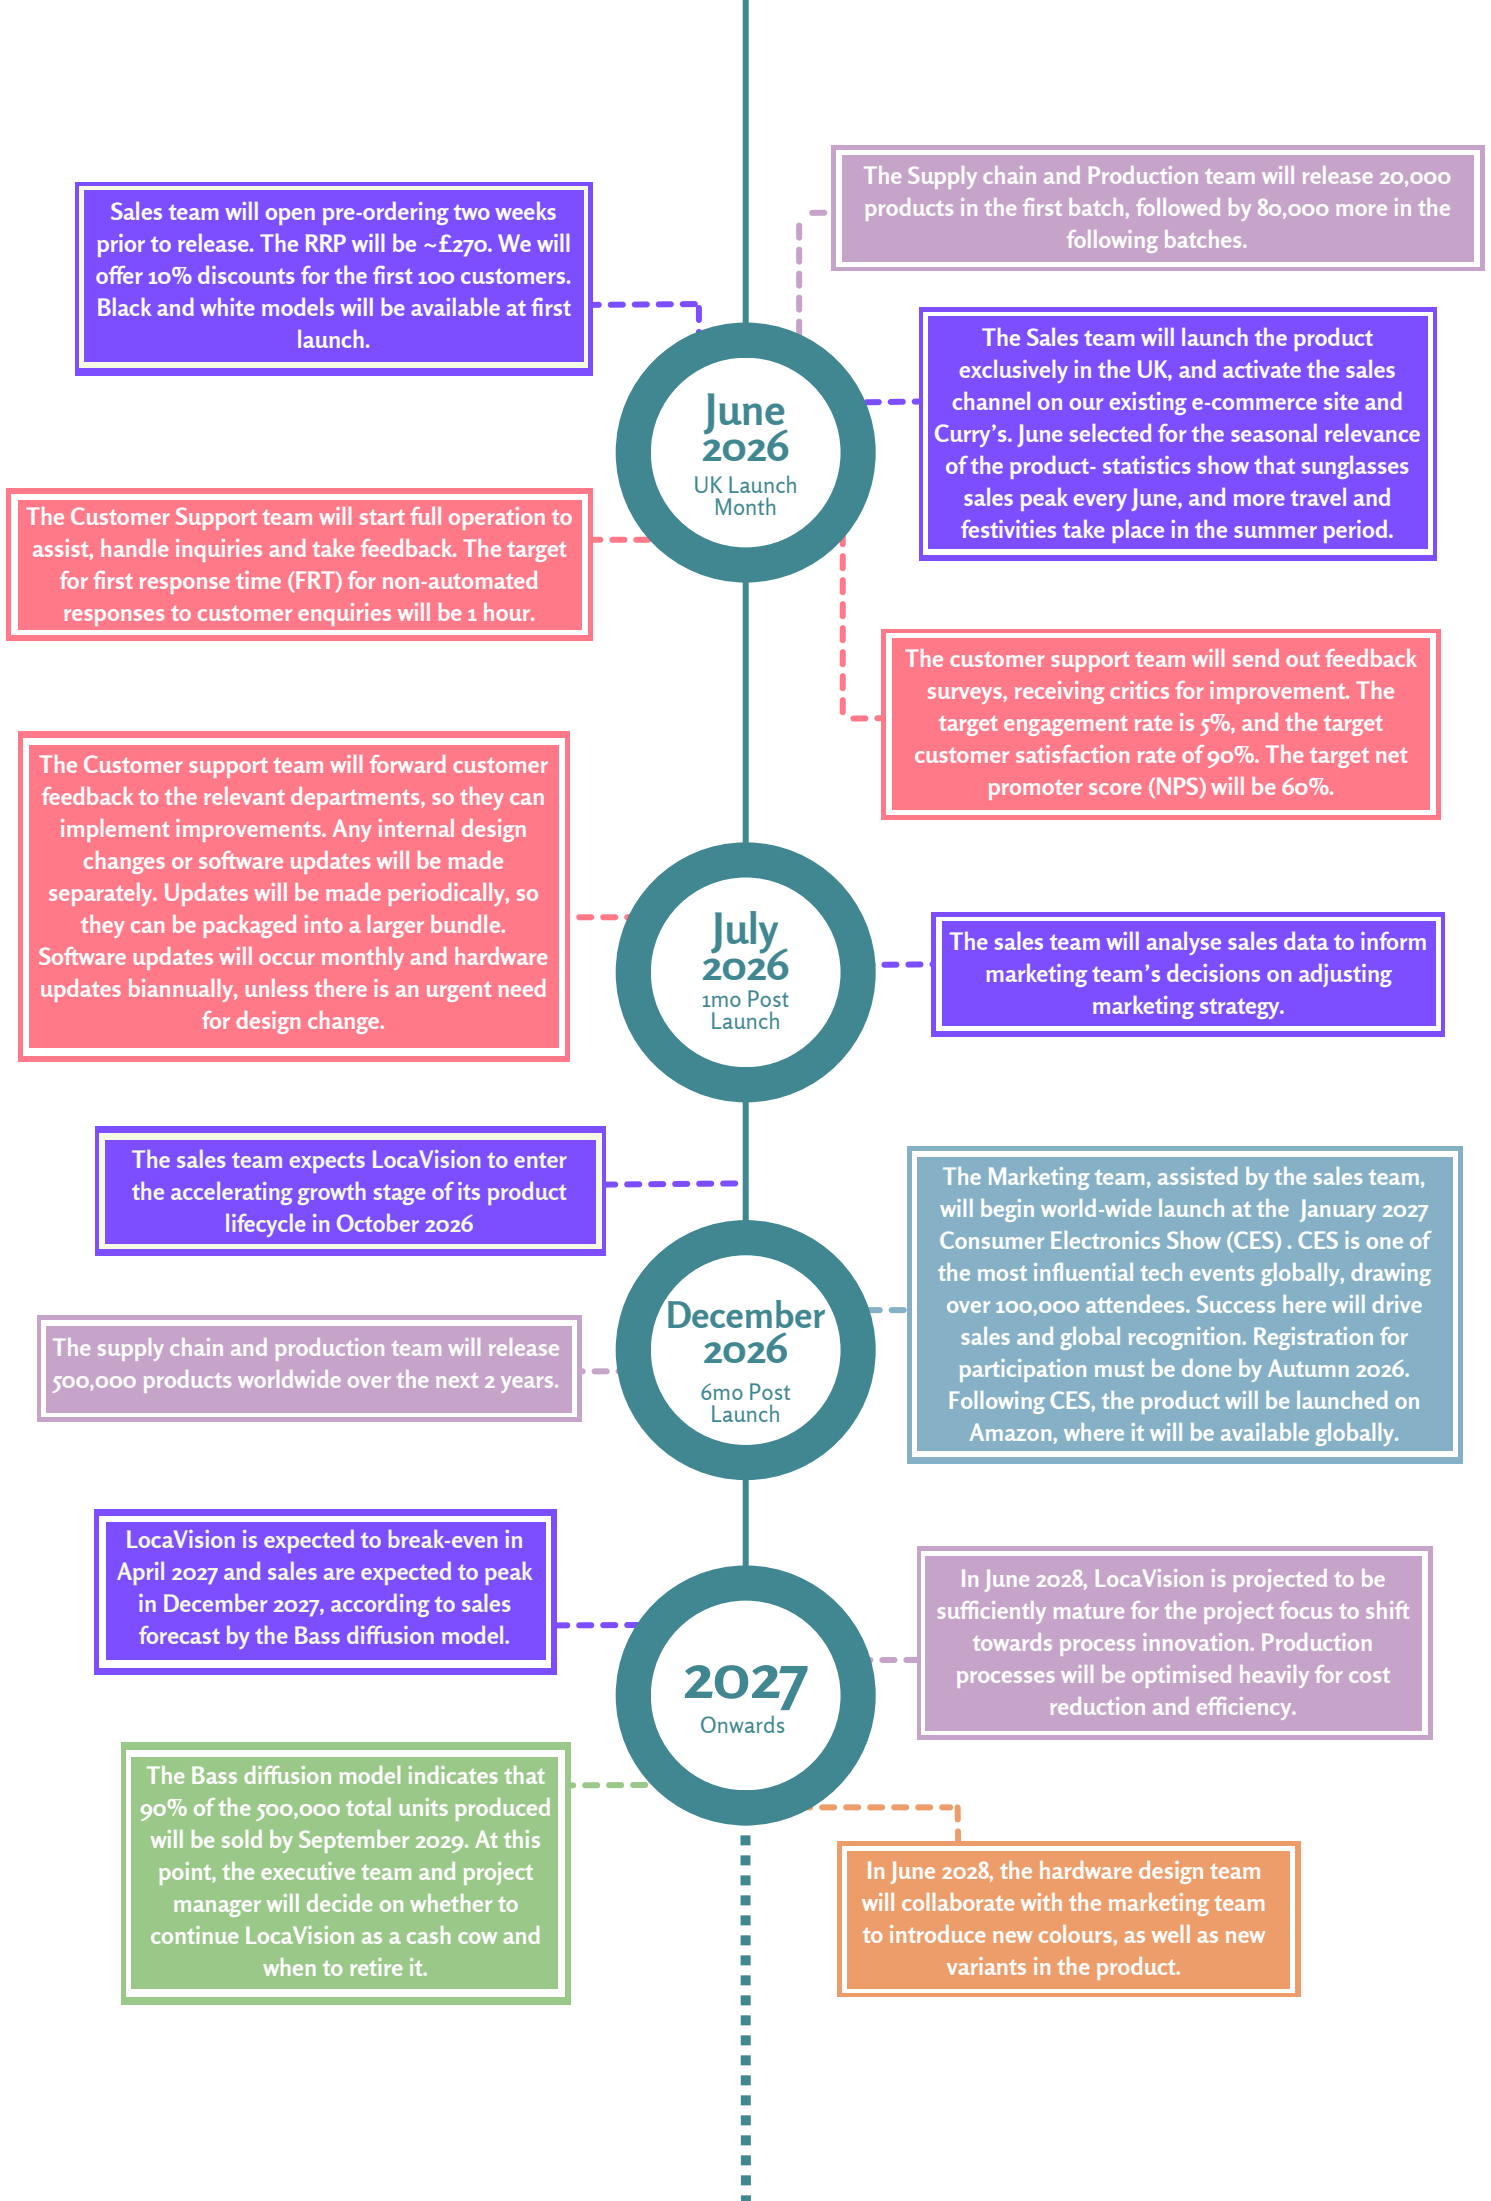 The Supply chain and Production team will release 20,000
products in the first batch, followed by 80,000 more in the
following batches.
Sales team will open pre-ordering two weeks
prior to release. The RRP will be ~£270. We will
offer 10% discounts for the first 100 customers.
Black and white models will be available at first
launch.
The Sales team will launch the product
exclusively in the UK, and activate the sales
channel on our existing e-commerce site and
Curry's. June selected for the seasonal relevance
of the product- statistics show that sunglasses
sales peak every June, and more travel and
festivities take place in the summer period.
June
2026
UK Launch
Month
The Customer Support team will start full operation to
assist, handle inquiries and take feedback. The target
for first response time (FRT) for non-automated
responses to customer enquiries will be 1 hour.
The customer support team will send out feedback
surveys, receiving critics for improvement. The
target engagement rate is 5%, and the target
customer satisfaction rate of 90%. The target net
promoter score (NPS) will be 60%.
The Customer support team will forward customer
feedback to the relevant departments, so they can
implement improvements. Any internal design
changes or software updates will be made
separately. Updates will be made periodically, so
they can be packaged into a larger bundle.
Software updates will occur monthly and hardware
updates biannually, unless there is an urgent need
for design change.
July
2026
1mo Post
Launch
The sales team will analyse sales data to inform
marketing team's decisions on adjusting
marketing strategy.
The sales team expects LocaVision to enter
the accelerating growth stage of its product
lifecycle in October 2026
The Marketing team, assisted by the sales team,
will begin world-wide launch at the January 2027
Consumer Electronics Show (CES) . CES is one of
the most influential tech events globally, drawing
over 100,000 attendees. Success here will drive
sales and global recognition. Registration for
participation must be done by Autumn 2026.
Following CES, the product will be launched on
Amazon, where it will be available globally.
December
2026
6mo Post
Launch
The supply chain and production team will release
500,000 products worldwide over the next 2 years.
LocaVision is expected to break-even in
April 2027 and sales are expected to peak
in December 2027, according to sales
forecast by the Bass diffusion model.
In June 2028, LocaVision is projected to be
sufficiently mature for the project focus to shift
towards process innovation. Production
processes will be optimised heavily for cost
reduction and efficiency.
2027
Onwards
The Bass diffusion model indicates that
90% of the 500,000 total units produced
will be sold by September 2029. At this
point, the executive team and project
manager will decide on whether to
continue LocaVision as a cash cow and
when to retire it.
In June 2028, the hardware design team
will collaborate with the marketing team
to introduce new colours, as well as new
variants in the product.